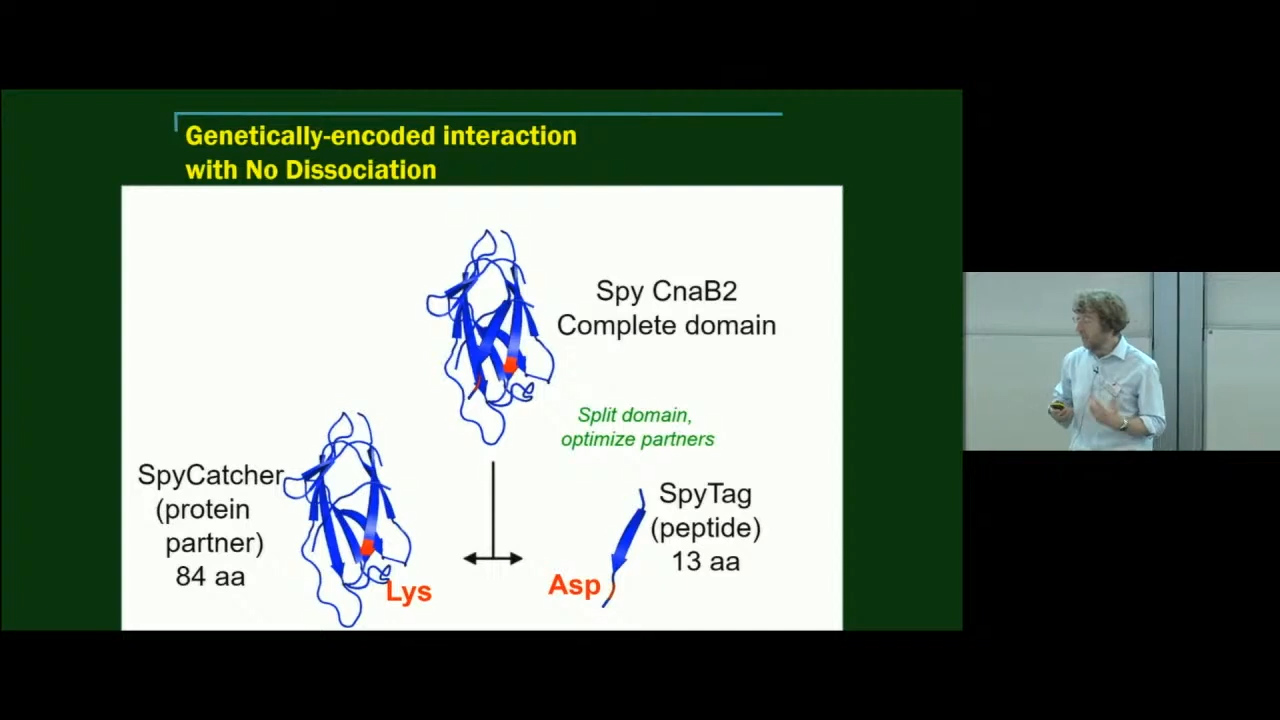 Genetically-encoded interaction
with No Dissociation
Spy CnaB2
Complete domain
Split domain,
optimize partners
SpyCatcher
(protein
partner)
84 aa
Lys
SpyTag
(peptide)
13 aa
Asp